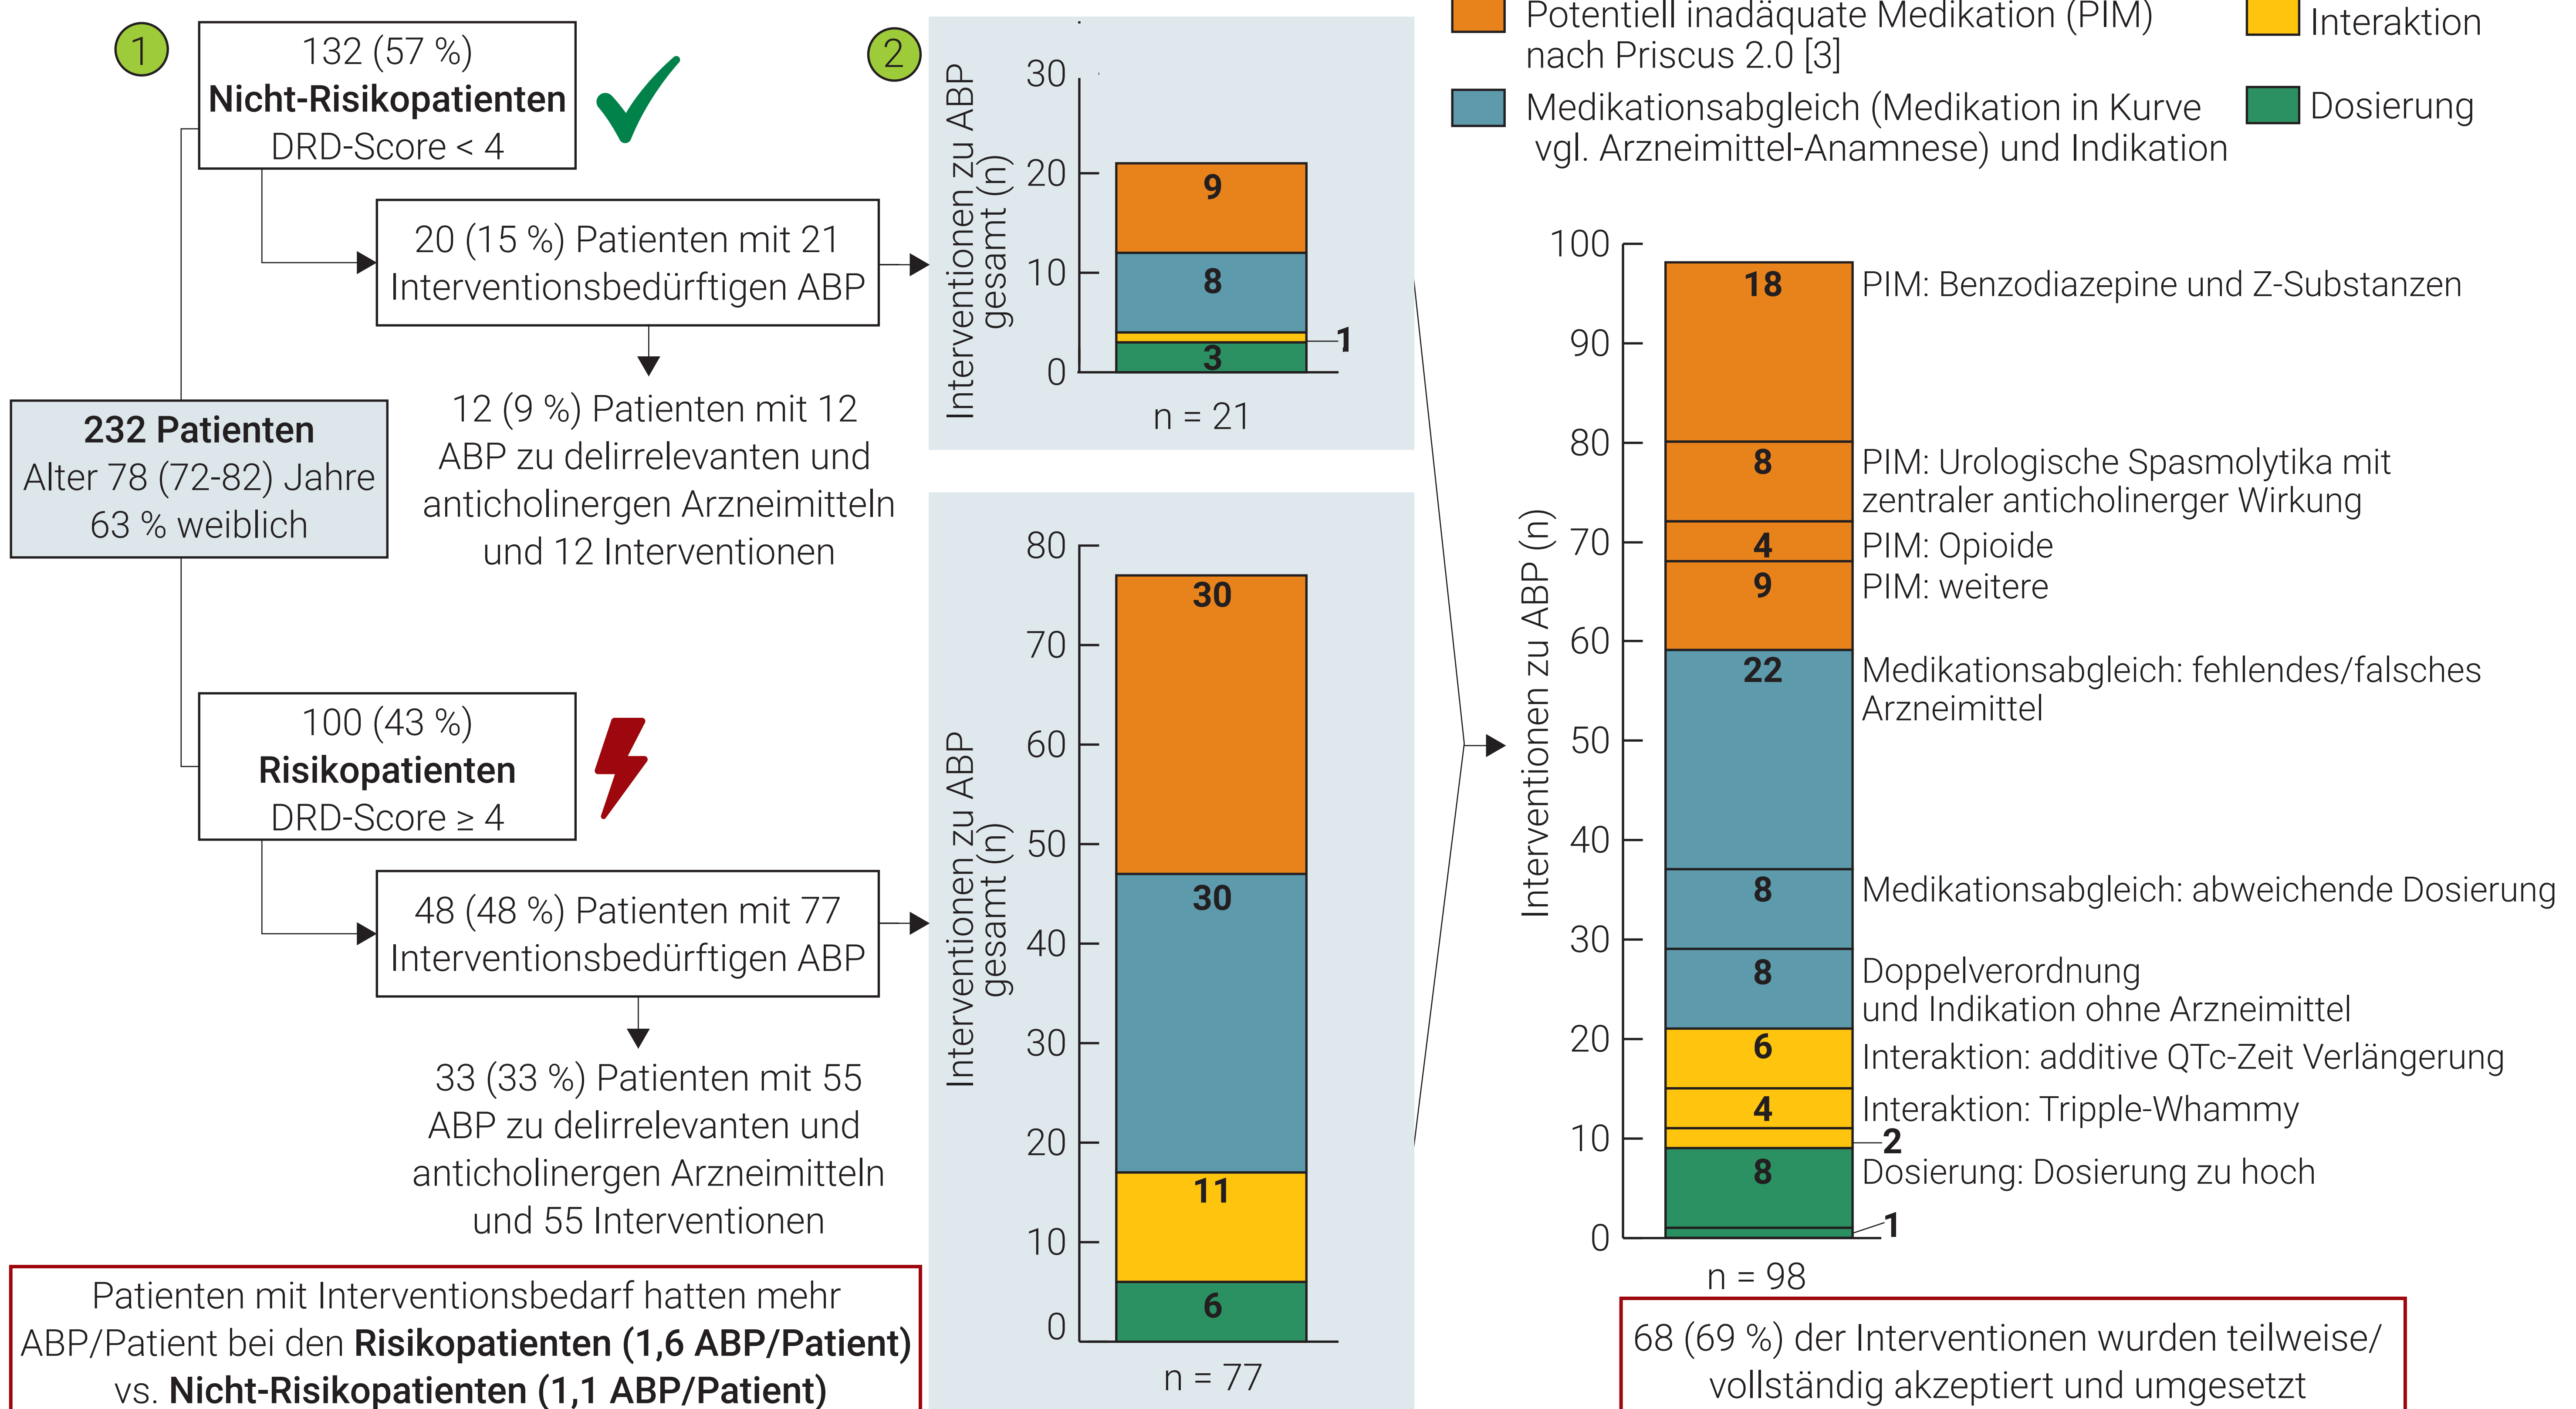 1
132 (57 %)
Nicht-Risikopatienten
DRD-Score < 4
20 (15 %) Patienten mit 21
Interventionsbedürftigen ABP
12 (9 %) Patienten mit 12
ABP zu delirrelevanten und
anticholinergen Arzneimitteln
und 12 Interventionen
232 Patienten
Alter 78 (72-82) Jahre
63 % weiblich
100 (43 %)
Risikopatienten
DRD-Score ≥ 4
48 (48 %) Patienten mit 77
Interventionsbedürftigen ABP
33 (33 %) Patienten mit 55
ABP zu delirrelevanten und
anticholinergen Arzneimitteln
und 55 Interventionen
Patienten mit Interventionsbedarf hatten mehr
ABP/Patient bei den Risikopatienten (1,6 ABP/Patient)
vs. Nicht-Risikopatienten (1,1 ABP/Patient)
2
Interventionen zu ABP
gesamt (n)
30
20
10
0
9
8
1
3
n = 21
Interventionen zu ABP
gesamt (n)
80
70
60
50
40
30
20
10
0
30
30
11
6
n = 77
Potentiell inadäquate Medikation (PIM)
nach Priscus 2.0 [3]
Medikationsabgleich (Medikation in Kurve
vgl. Arzneimittel-Anamnese) und Indikation
Interaktion
Dosierung
Interventionen zu ABP (n)
100
90
80
70
60
50
40
30
20
10
0
18 PIM: Benzodiazepine und Z-Substanzen
8 PIM: Urologische Spasmolytika mit
zentraler anticholinerger Wirkung
4 PIM: Opioide
9 PIM: weitere
22 Medikationsabgleich: fehlendes/falsches
Arzneimittel
8 Medikationsabgleich: abweichende Dosierung
8 Doppelverordnung
und Indikation ohne Arzneimittel
6 Interaktion: additive QTc-Zeit Verlängerung
4 Interaktion: Tripple-Whammy
2
8 Dosierung: Dosierung zu hoch
1
n = 98
68 (69 %) der Interventionen wurden teilweise/
vollständig akzeptiert und umgesetzt